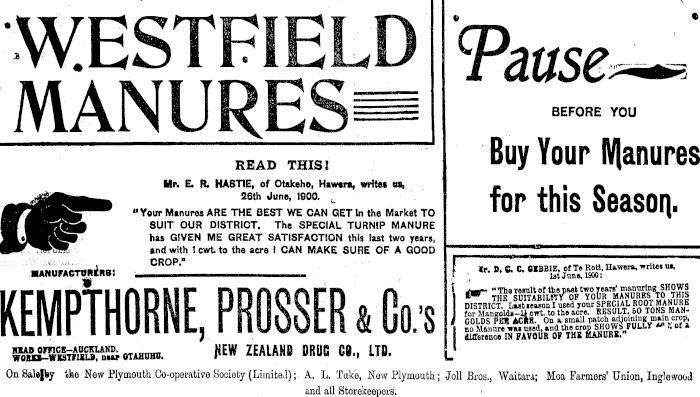 WESTFIELD
MANURES
READ THIS!
Mr. E. R. HASTIE, of Otakeho, Hawera, writes us,
26th June, 1900.
"Your Manures ARE THE BEST WE CAN GET in the Market TO
SUIT OUR DISTRICT. The SPECIAL TURNIP MANURE
has GIVEN ME GREAT SATISFACTION this last two years,
and with 1 cwt. to the acre I CAN MAKE SURE OF A GOOD
CROP."
MANUFACTURERS:
KEMPTHORNE, PROSSER & Co.'s
HEAD OFFICE—AUCKLAND.
WORKS—WESTFIELD, near OTAHUHU.
NEW ZEALAND DRUG CO., LTD.
Pause
BEFORE YOU
Buy Your Manures
for this Season.
Mr. D. G. C. GEBBIE, of Te Roti, Hawera, writes us,
1st June, 1900:
"The result of the past two years' manuring SHOWS
THE SUITABILITY OF YOUR MANURES TO THIS
DISTRICT. Last season I used your SPECIAL ROOT MANURE
for Mangolds—1¼ cwt. to the acre. RESULT, 50 TONS MAN-
GOLDS PER ACRE. On a small patch adjoining main crop,
no Manure was used, and the crop SHOWS FULLY of a
difference IN FAVOUR OF THE MANURE."
On Sale by the New Plymouth Co-operative Society (Limited); A. L. Tuke, New Plymouth; Joll Bros., Waitara; Moa Farmers' Union, Inglewood
and all Storekeepers.